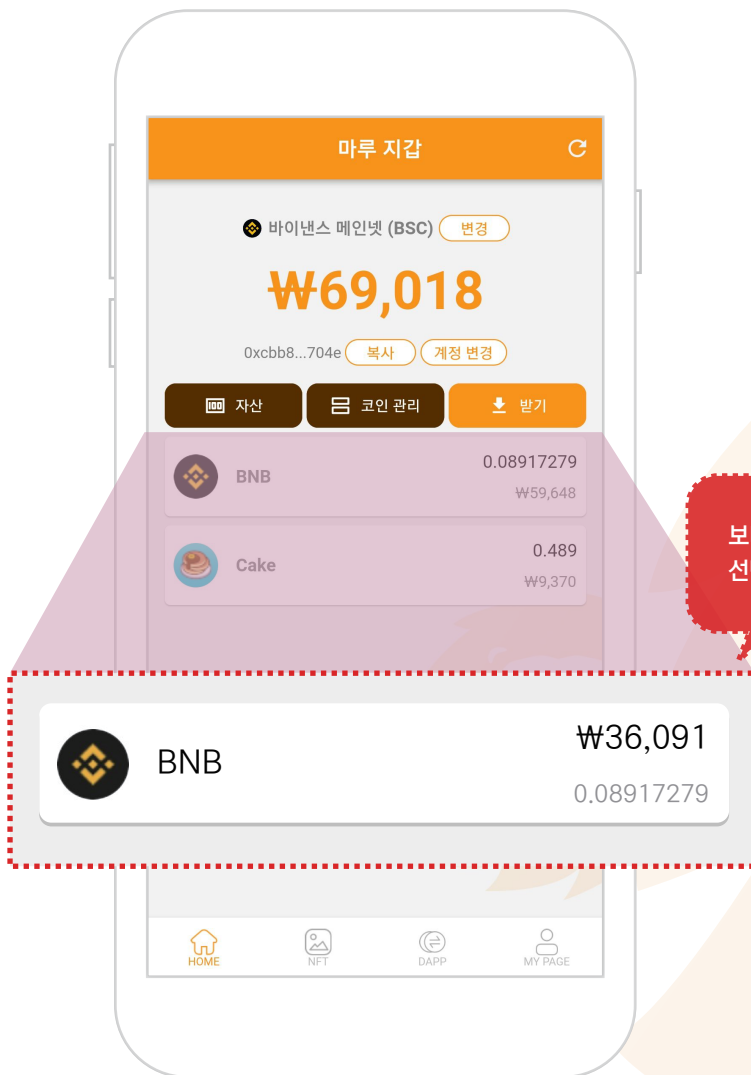 마루 지갑
바이낸스 메인넷 (BSC) 변경
₩69,018
0xcbb8...704e 복사 계정 변경
자산 코인 관리 받기
BNB 0.08917279
₩59,648
Cake 0.489
₩9,370
보
선
BNB ₩36,091
0.08917279
HOME NFT DAPP MY PAGE